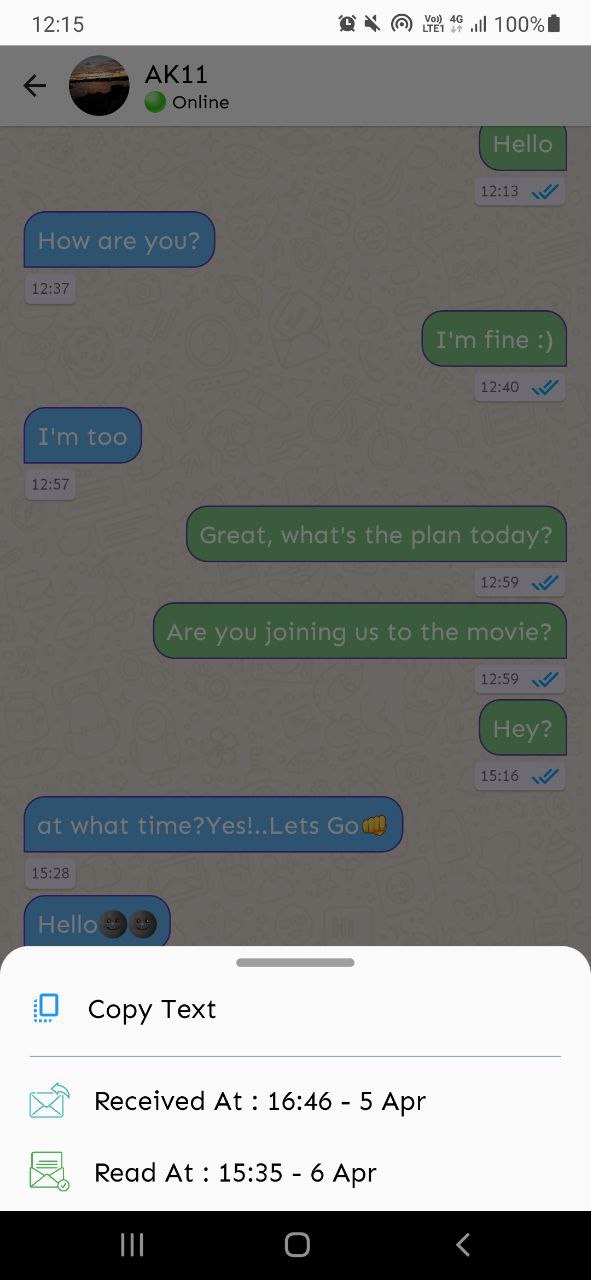 12:15
Vo)) 4G
LTE1
100%
AK11
Online
Hello
12:13
How are you?
12:37
I'm fine :)
12:40
I'm too
12:57
Great, what's the plan today?
12:59
Are you joining us to the movie?
12:59
Hey?
15:16
at what time?Yes!..Lets Go👊
15:28
Hello🌚🌚
Copy Text
Received At : 16:46 - 5 Apr
Read At : 15:35 - 6 Apr